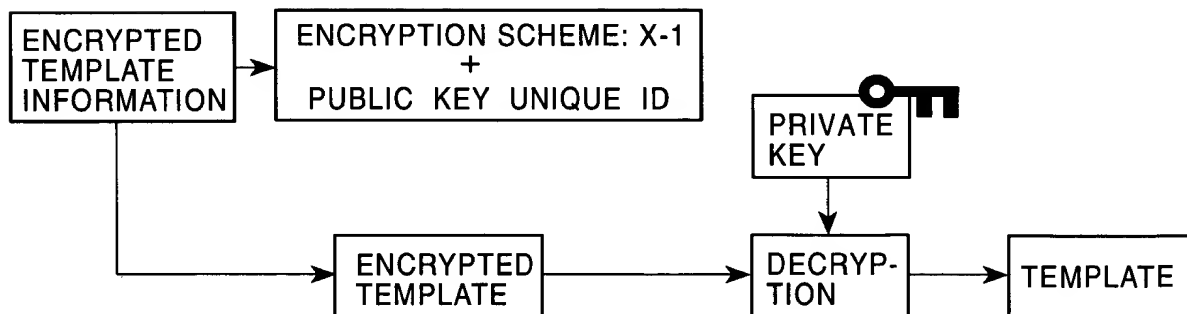 ENCRYPTED
TEMPLATE
INFORMATION
ENCRYPTION SCHEME: X-1
+
PUBLIC KEY UNIQUE ID
PRIVATE
KEY
ENCRYPTED
TEMPLATE
DECRYP-
TION
TEMPLATE